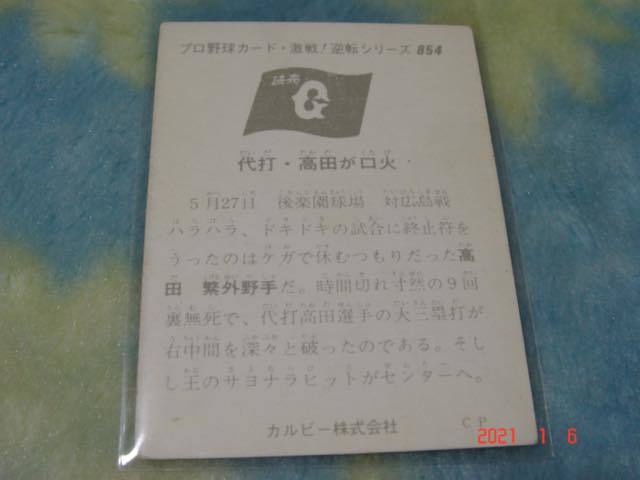 プロ野球カード・激戦!逆転シリーズ 854
読売
G
代打・高田が口火
5月27日 後楽園球場 対広島戦
ハラハラ、ドキドキの試合に終止符を
うったのはケガで休むつもりだった高
田 繁外野手だ。時間切れ寸然の9回
裏無死で、代打高田選手の大三塁打が
右中間を深々と破ったのである。そし
し王のサヨナラヒットがセンターへ。
カルビー株式会社
CP
2021 1 6